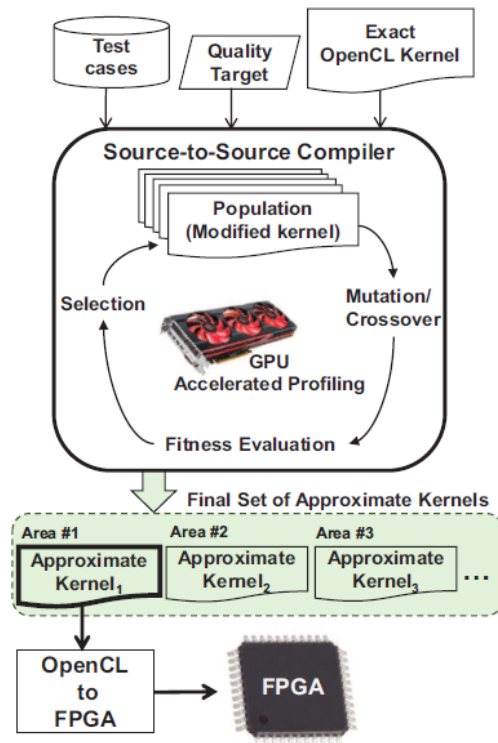 Test
cases
Quality
Target
Exact
OpenCL Kernel
Source-to-Source Compiler
Population
(Modified kernel)
Selection
Mutation/
Crossover
GPU
Accelerated Profiling
Fitness Evaluation
Final Set of Approximate Kernels
Area #1
Area #2
Area #3
Approximate
Kernel1
Approximate
Kernel2
Approximate
Kernel3
...
OpenCL
to
FPGA
FPGA